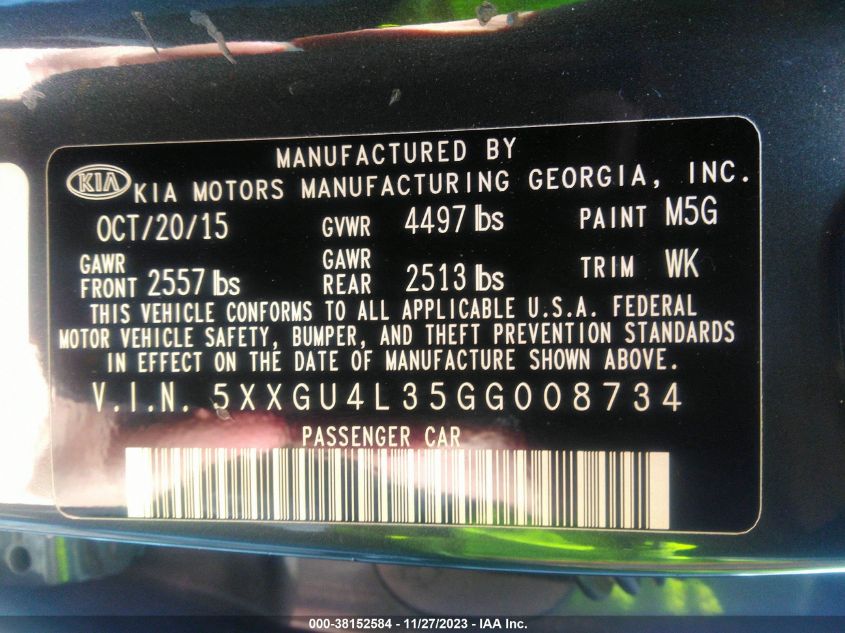 MANUFACTURED BY
KIA KIA MOTORS MANUFACTURING GEORGIA, INC.
OCT/20/15 GVWR 4497 lbs PAINT M5G
GAWR FRONT 2557 lbs GAWR REAR 2513 lbs TRIM WK
THIS VEHICLE CONFORMS TO ALL APPLICABLE U.S.A. FEDERAL
MOTOR VEHICLE SAFETY, BUMPER, AND THEFT PREVENTION STANDARDS
IN EFFECT ON THE DATE OF MANUFACTURE SHOWN ABOVE.
V.I.N. 5XXGU4L35GG008734
PASSENGER CAR
000-38152584 - 11/27/2023 - IAA Inc.